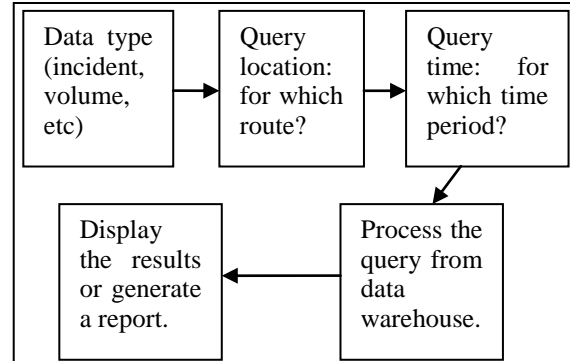 Data type
(incident,
volume,
etc)
Query
location:
for which
route?
Query
time: for
which time
period?
Display
the results
or generate
a report.
Process the
query from
data
warehouse.